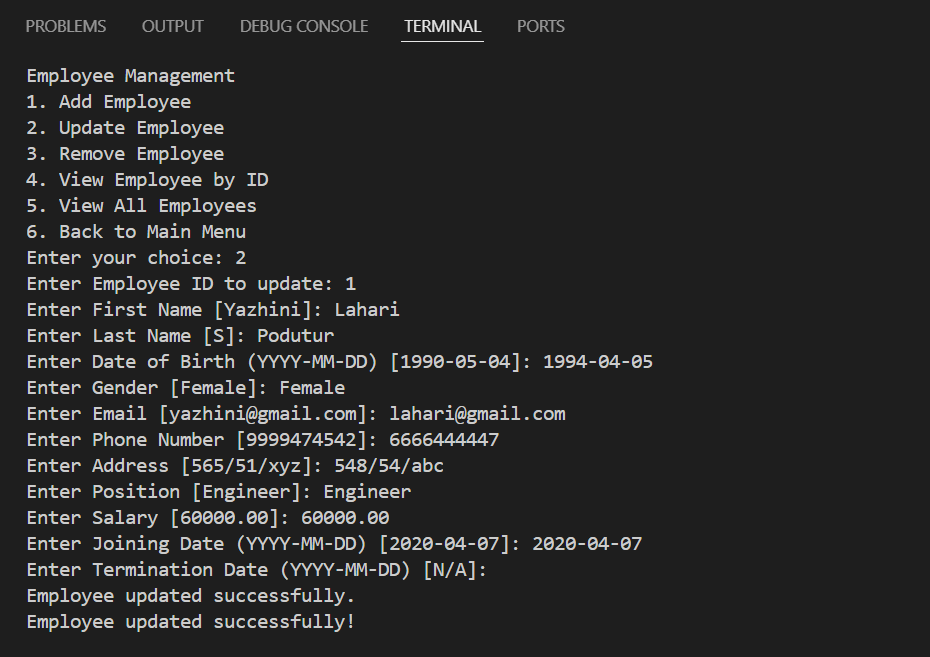 PROBLEMS OUTPUT DEBUG CONSOLE TERMINAL PORTS
Employee Management
1. Add Employee
2. Update Employee
3. Remove Employee
4. View Employee by ID
5. View All Employees
6. Back to Main Menu
Enter your choice: 2
Enter Employee ID to update: 1
Enter First Name [Yazhini]: Lahari
Enter Last Name [S]: Podutur
Enter Date of Birth (YYYY-MM-DD) [1990-05-04]: 1994-04-05
Enter Gender [Female]: Female
Enter Email [yazhini@gmail.com]: lahari@gmail.com
Enter Phone Number [9999474542]: 6666444447
Enter Address [565/51/xyz]: 548/54/abc
Enter Position [Engineer]: Engineer
Enter Salary [60000.00]: 60000.00
Enter Joining Date (YYYY-MM-DD) [2020-04-07]: 2020-04-07
Enter Termination Date (YYYY-MM-DD) [N/A]:
Employee updated successfully.
Employee updated successfully!